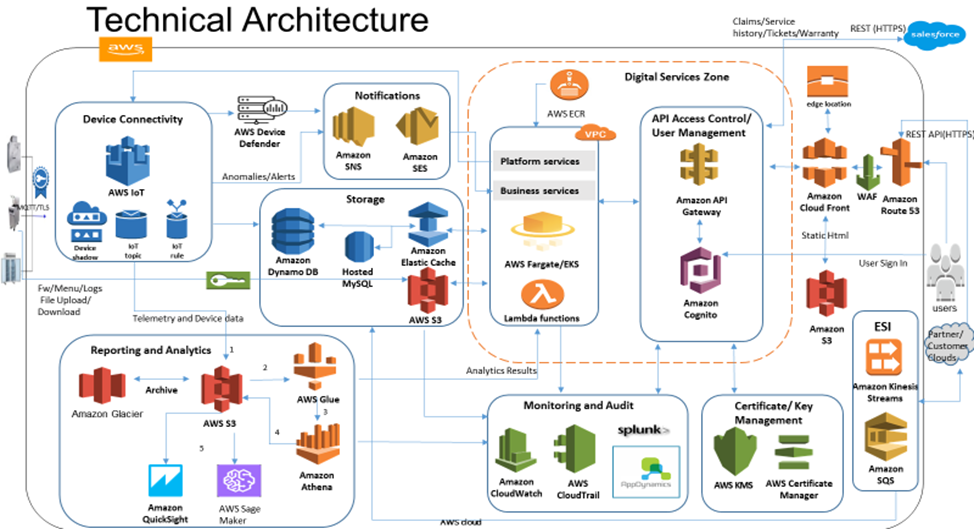 Technical Architecture
aws
Claims/Service
history/Tickets/Warranty
REST (HTTPS)
salesforce
Digital Services Zone
edge location
Device Connectivity
AWS IoT
Device
shadow
IoT
topic
IoT
rule
MQTT/TLS
AWS Device
Defender
Anomalies/Alerts
Notifications
Amazon
SNS
Amazon
SES
AWS ECR
VPC
Platform services
Business services
AWS Fargate/EKS
Lambda functions
API Access Control/
User Management
Amazon API
Gateway
Amazon
Cognito
REST API(HTTPS)
Amazon
Cloud Front
WAF
Amazon
Route 53
Static Html
User Sign In
users
Amazon
S3
Storage
Amazon
Dynamo DB
Hosted
MySQL
Amazon
Elastic Cache
AWS S3
Fw/Menu/Logs
File Upload/
Download
Telemetry and Device data
Reporting and Analytics
1
2
3
4
5
Amazon Glacier
Archive
AWS S3
AWS Glue
Amazon
Athena
Amazon
QuickSight
AWS Sage
Maker
Analytics Results
Monitoring and Audit
Amazon
CloudWatch
AWS
CloudTrail
splunk>
AppDynamics
Certificate/ Key
Management
AWS KMS
AWS Certificate
Manager
ESI
Amazon Kinesis
Streams
Amazon
SQS
Partner/
Customer
Clouds
AWS cloud